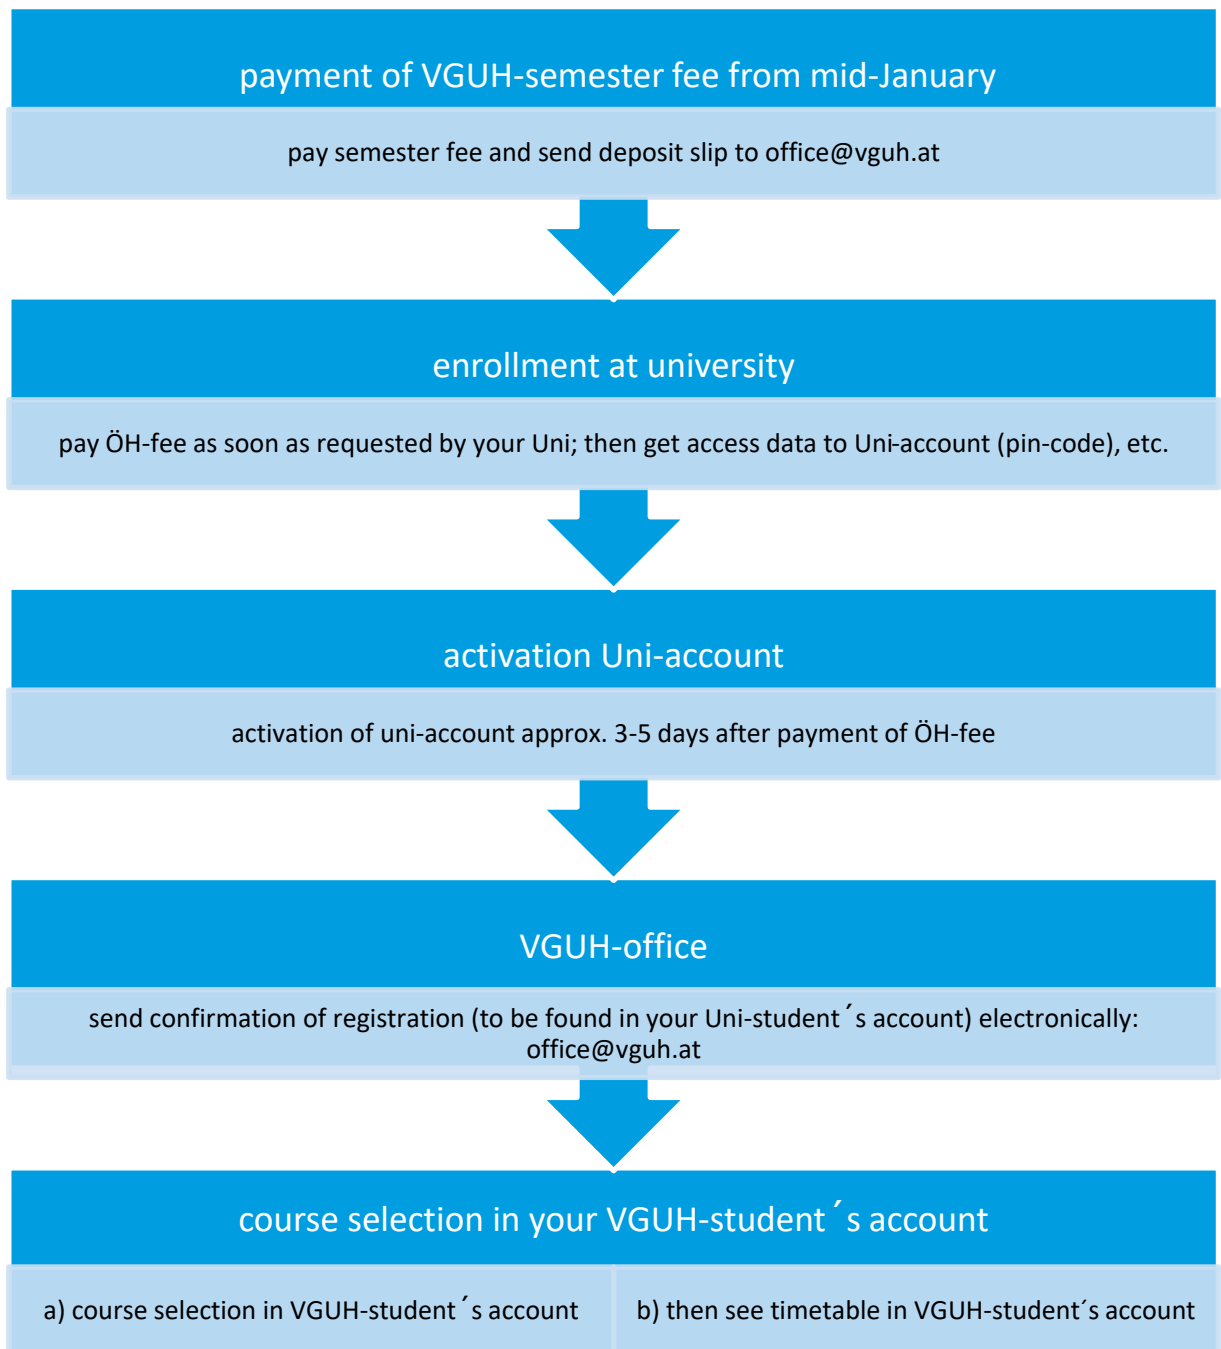 payment of VGUH-semester fee from mid-January
pay semester fee and send deposit slip to office@vguh.at
enrollment at university
pay ÖH-fee as soon as requested by your Uni; then get access data to Uni-account (pin-code), etc.
activation Uni-account
activation of uni-account approx. 3-5 days after payment of ÖH-fee
VGUH-office
send confirmation of registration (to be found in your Uni-student´s account) electronically:
office@vguh.at
course selection in your VGUH-student´s account
a) course selection in VGUH-student´s account
b) then see timetable in VGUH-student´s account